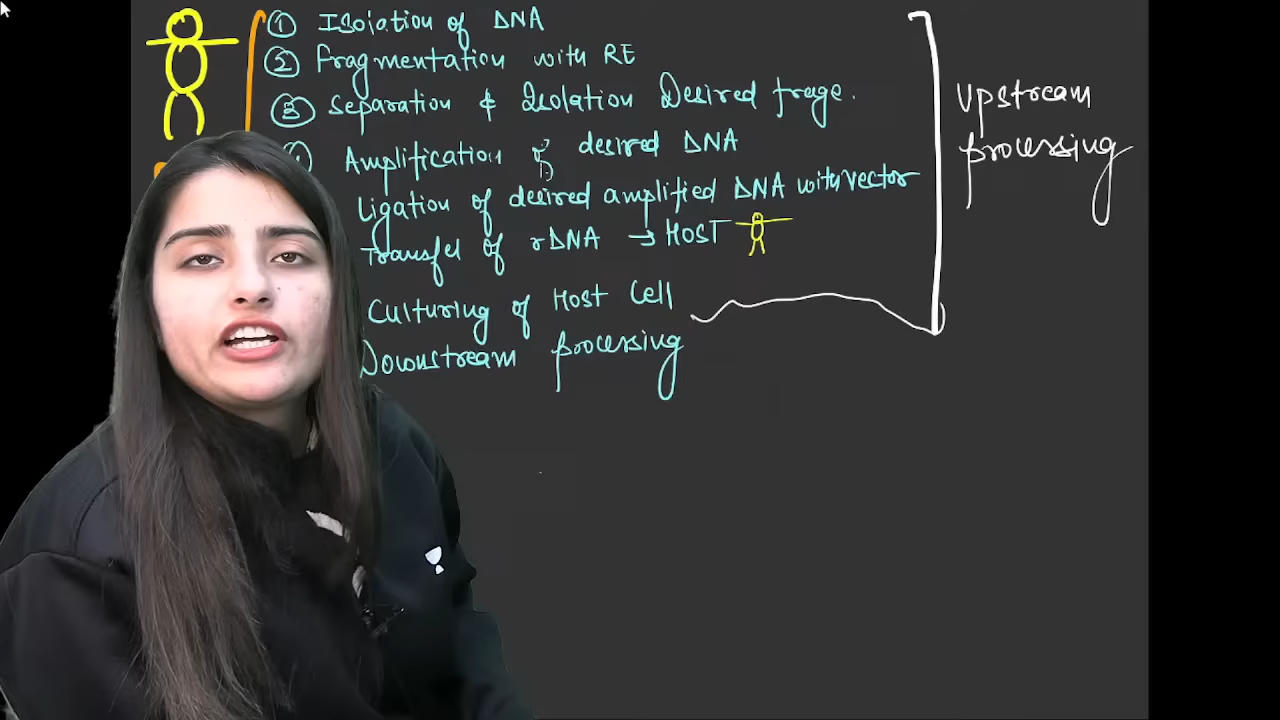 ① Isolation of DNA
② Fragmentation with RE
③ Separation & Isolation Desired frage.
Amplification of desired DNA
Ligation of desired amplified DNA with vector
Transfer of rDNA → HOST
Culturing of Host Cell
Downstream processing
Upstream
processing